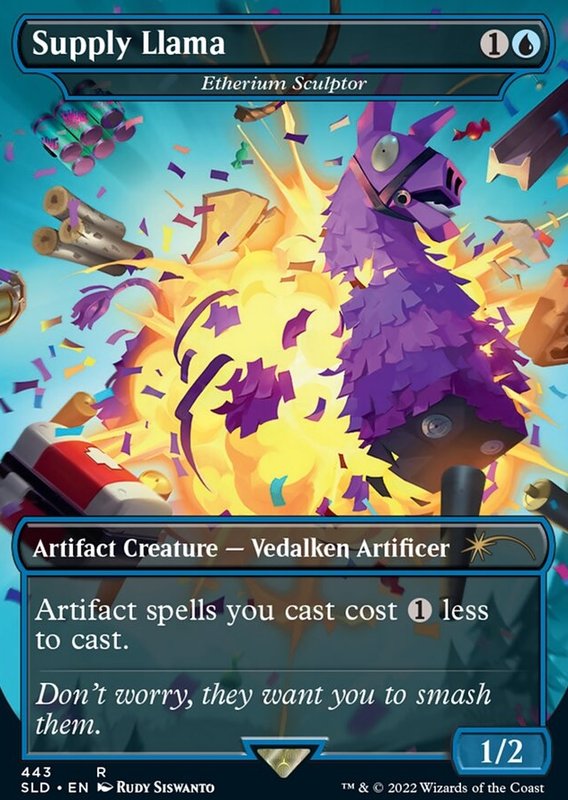 Supply Llama 1
Etherium Sculptor
Artifact Creature — Vedalken Artificer
Artifact spells you cast cost 1 less
to cast.
Don't worry, they want you to smash
them.
1/2
443 R
SLD • EN Rudy Siswanto
™ & © 2022 Wizards of the Coast